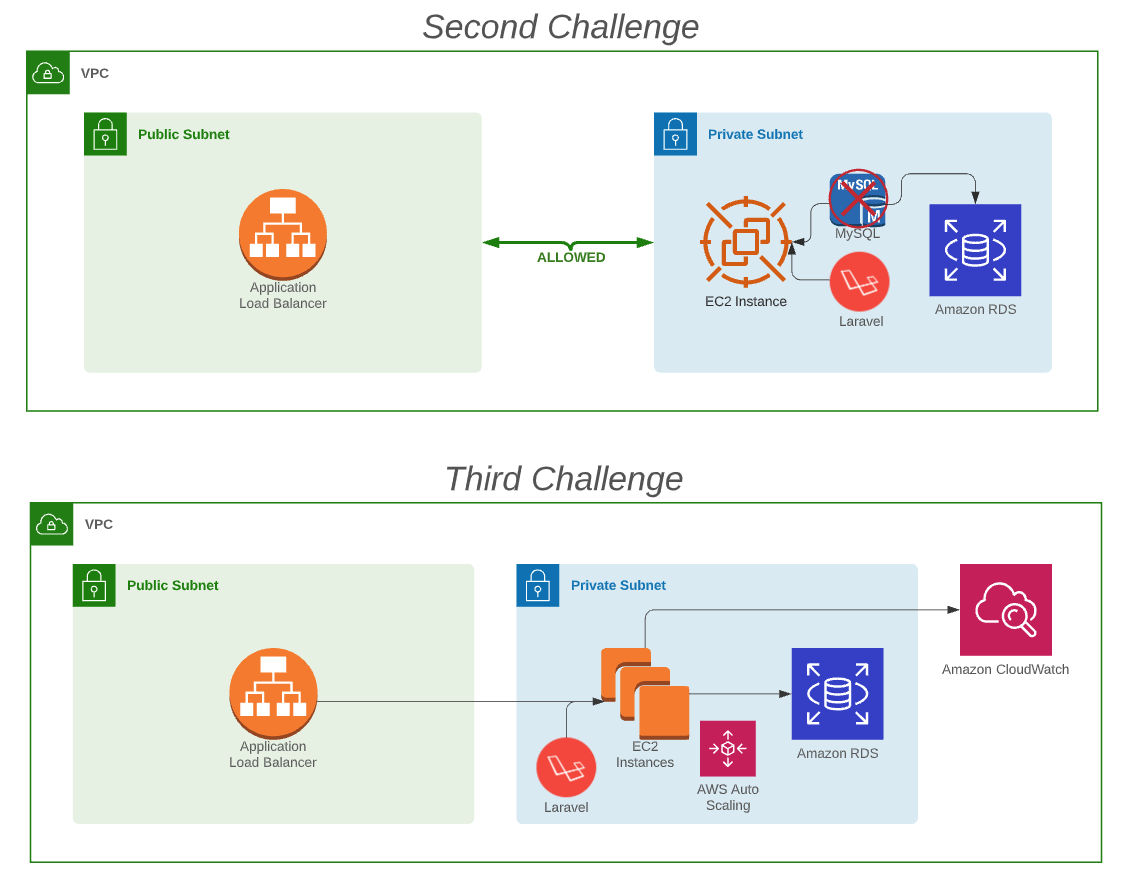 Second Challenge
VPC
Public Subnet
Private Subnet
MySQL
M
MySQL
ALLOWED
Application
Load Balancer
EC2 Instance
Laravel
Amazon RDS
Third Challenge
VPC
Public Subnet
Private Subnet
Amazon CloudWatch
Application
Load Balancer
EC2
Instances
Amazon RDS
Laravel
AWS Auto
Scaling